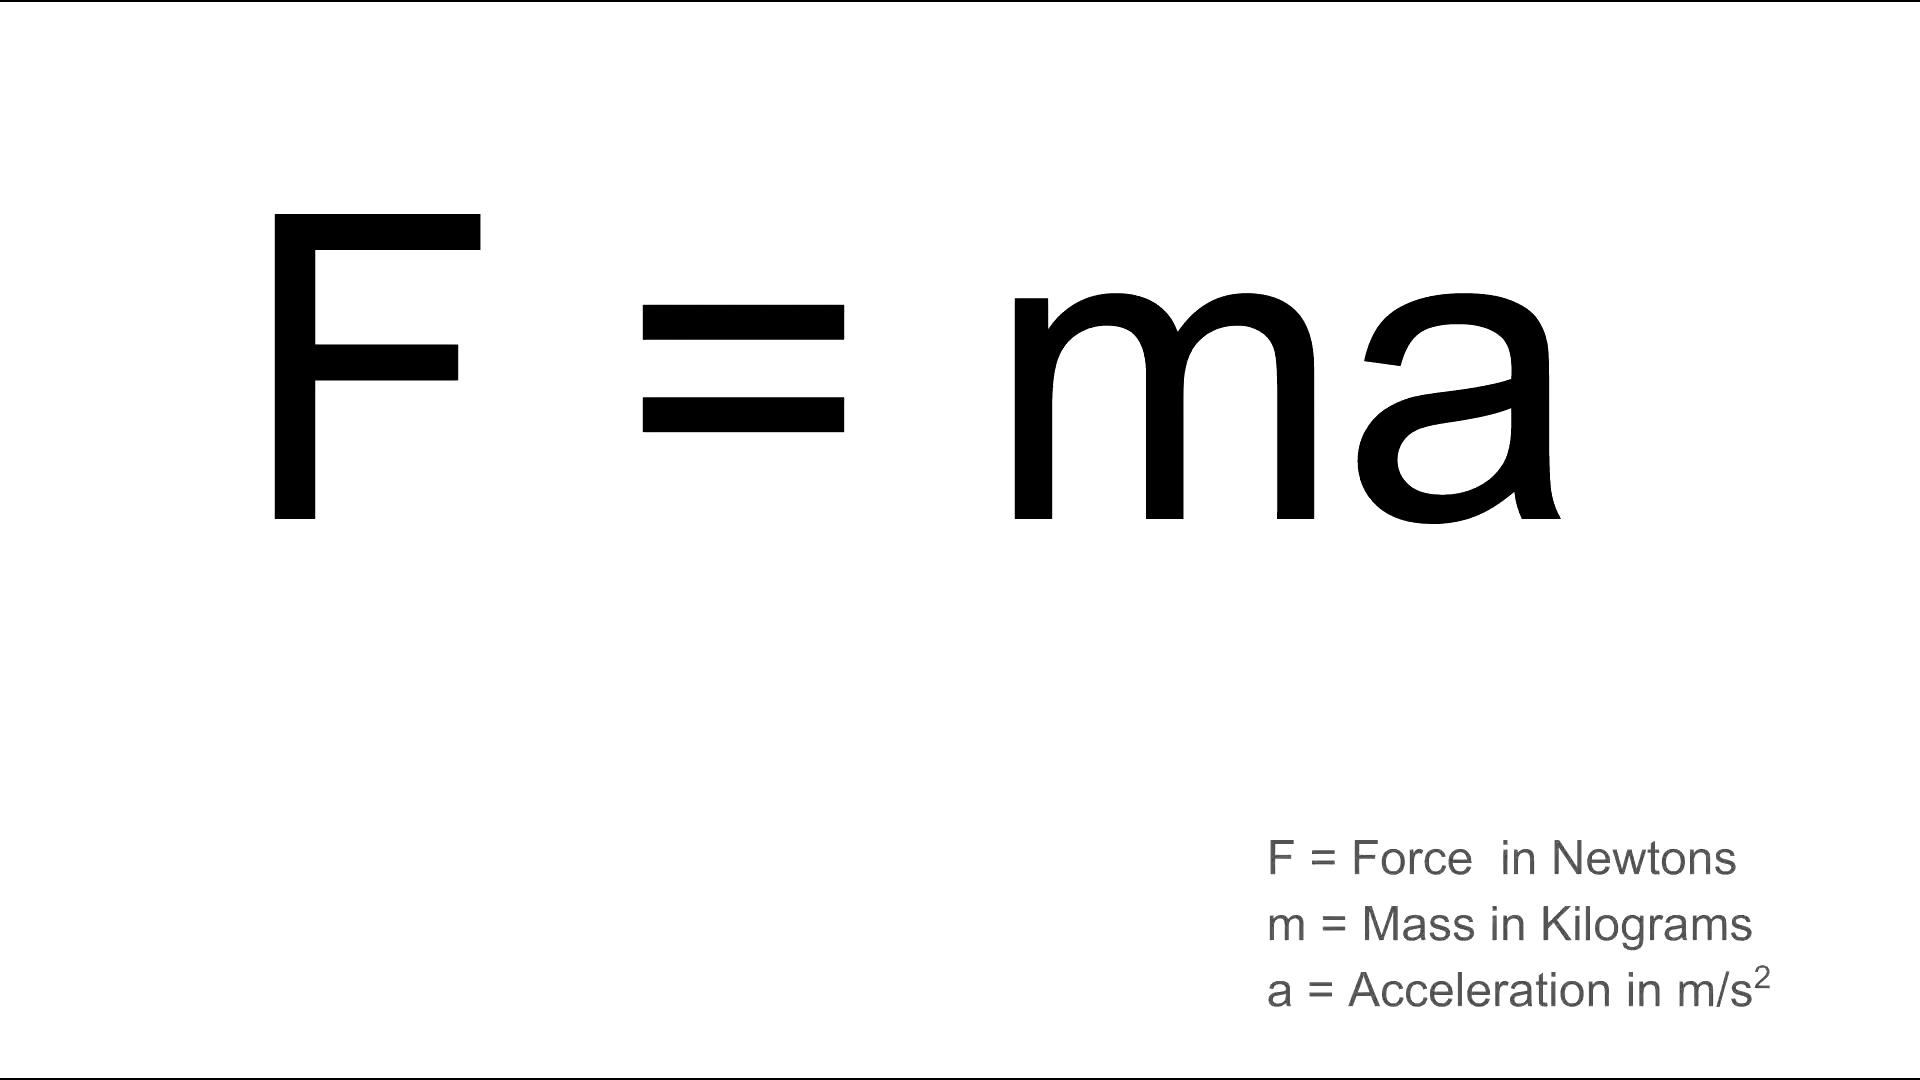 F = ma
F = Force  in Newtons
m = Mass in Kilograms
a = Acceleration in m/s²